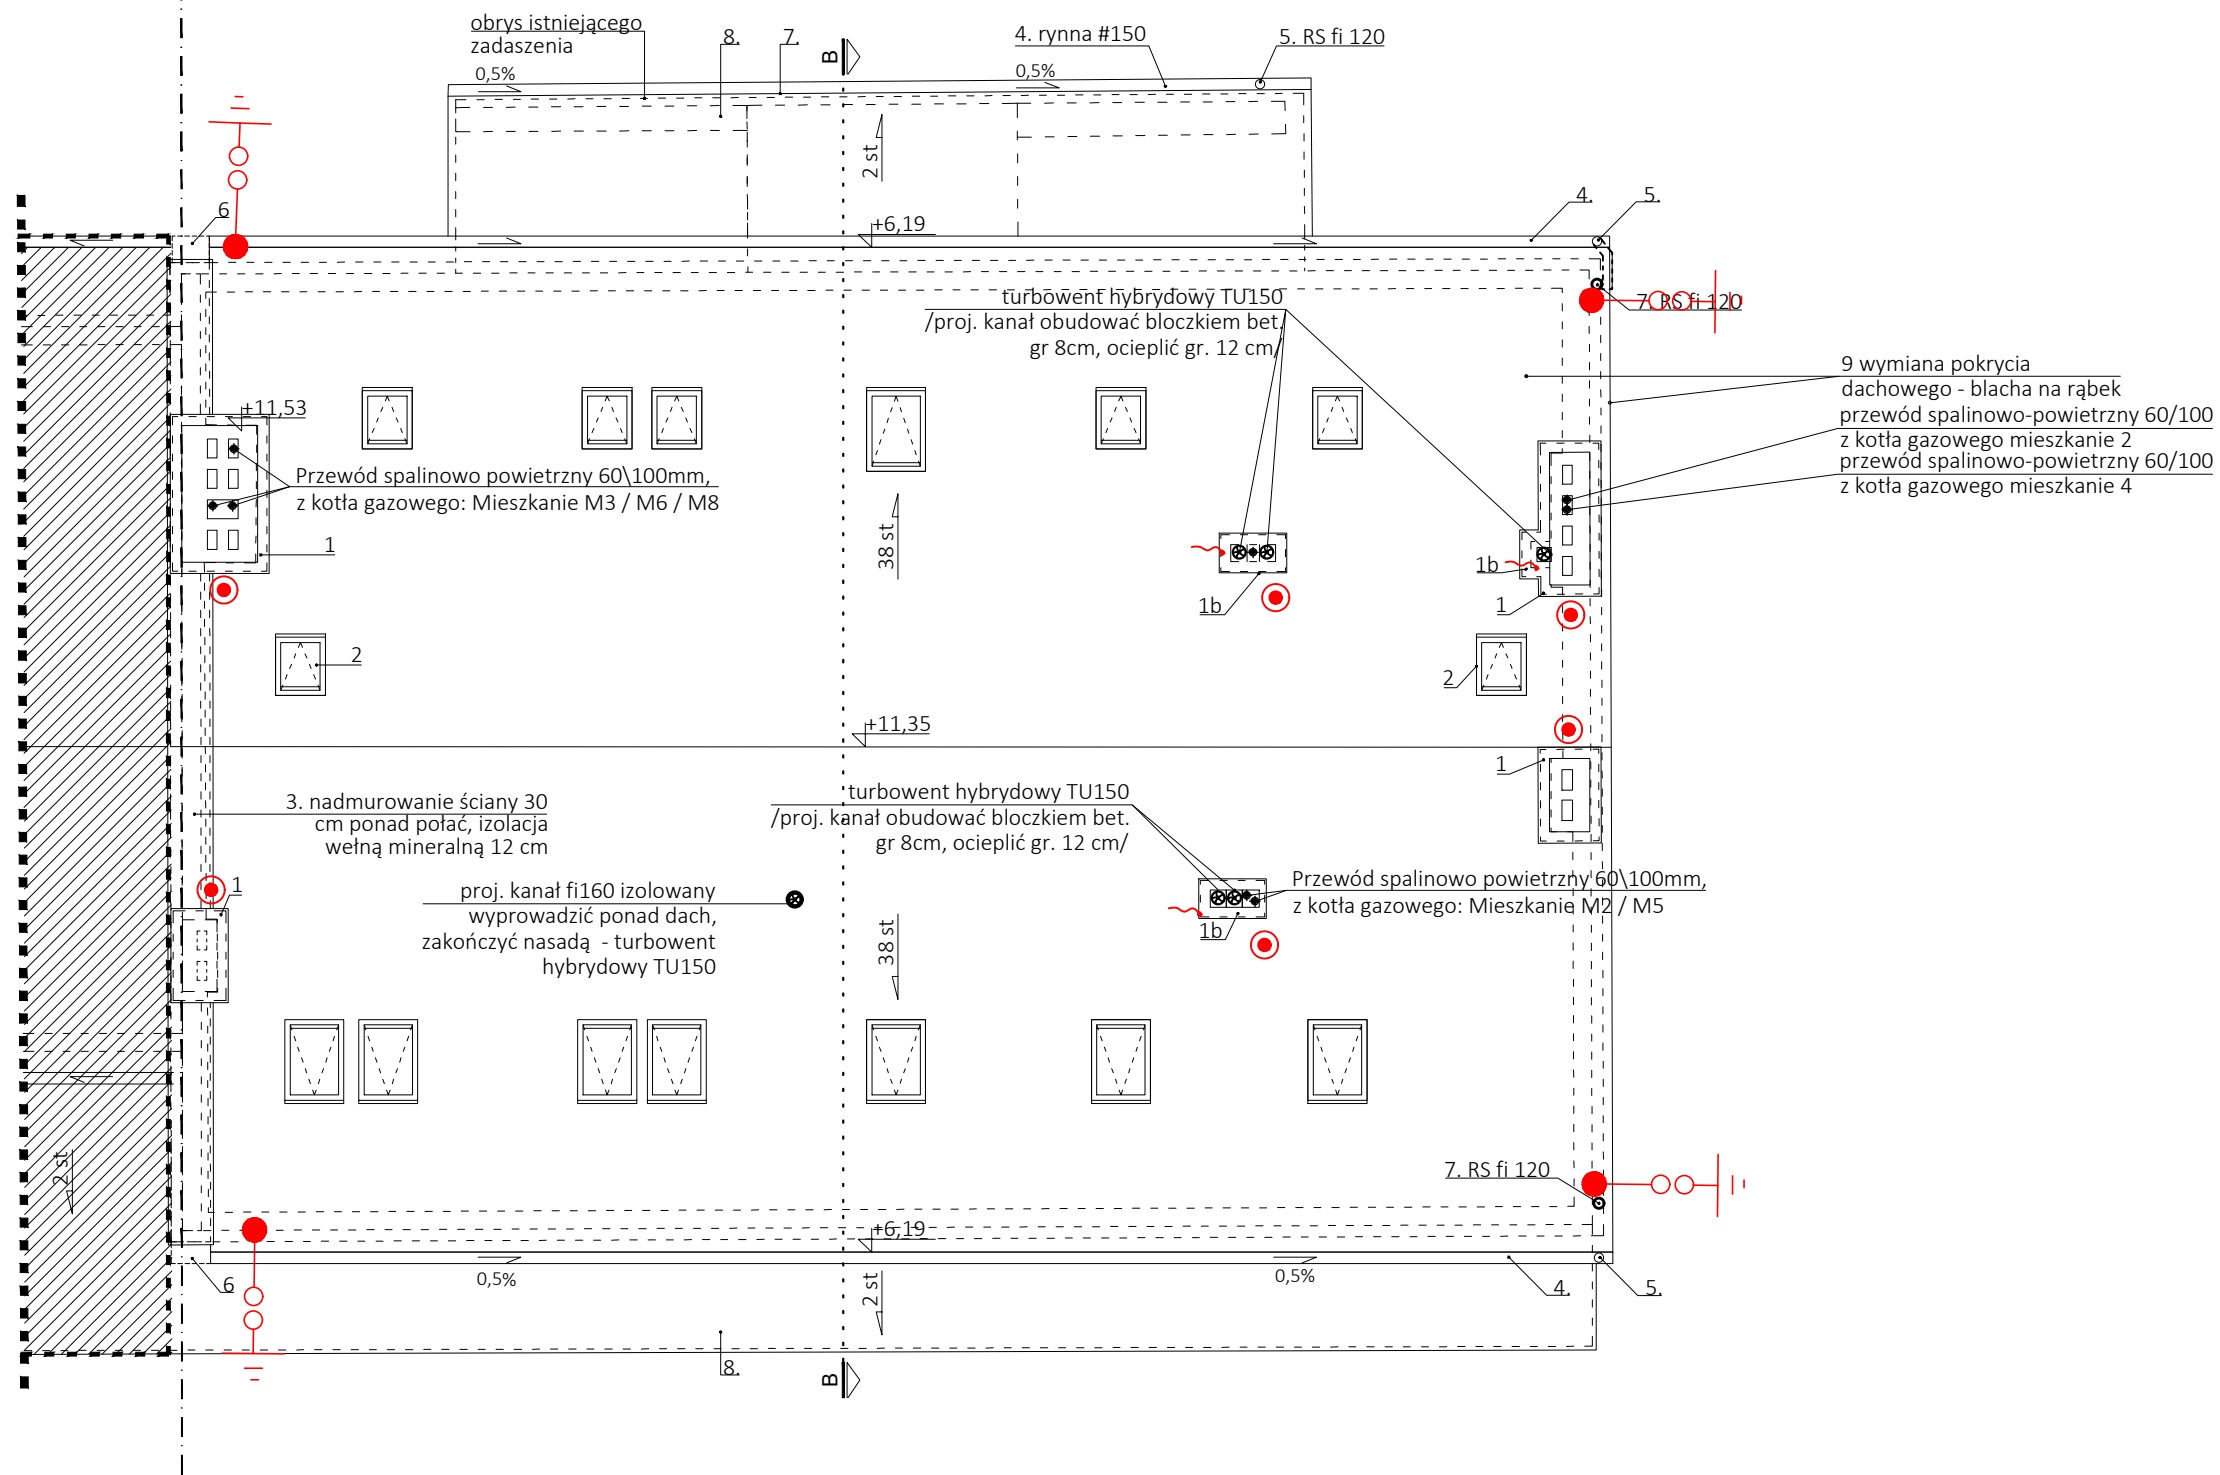 obrys istniejącego
zadaszenia
8.
7.
B
4. rynna #150
5. RS fi 120
0,5%
0,5%
2 st
6
+6,19
4.
5.
turbowent hybrydowy TU150
/proj. kanał obudować bloczkiem bet.
gr 8cm, ocieplić gr. 12 cm/
7. RS fi 120
9 wymiana pokrycia
dachowego - blacha na rąbek
przewód spalinowo-powietrzny 60/100
z kotła gazowego mieszkanie 2
przewód spalinowo-powietrzny 60/100
z kotła gazowego mieszkanie 4
+11,53
Przewód spalinowo powietrzny 60\100mm,
z kotła gazowego: Mieszkanie M3 / M6 / M8
1
38 st
1b
1b
1
2
2
+11,35
1
3. nadmurowanie ściany 30
cm ponad połać, izolacja
wełną mineralną 12 cm
turbowent hybrydowy TU150
/proj. kanał obudować bloczkiem bet.
gr 8cm, ocieplić gr. 12 cm/
1
proj. kanał fi160 izolowany
wyprowadzić ponad dach,
zakończyć nasadą - turbowent
hybrydowy TU150
Przewód spalinowo powietrzny 60\100mm,
z kotła gazowego: Mieszkanie M2 / M5
1b
38 st
2 st
7. RS fi 120
+6,19
6
0,5%
0,5%
4.
5.
2 st
8.
B